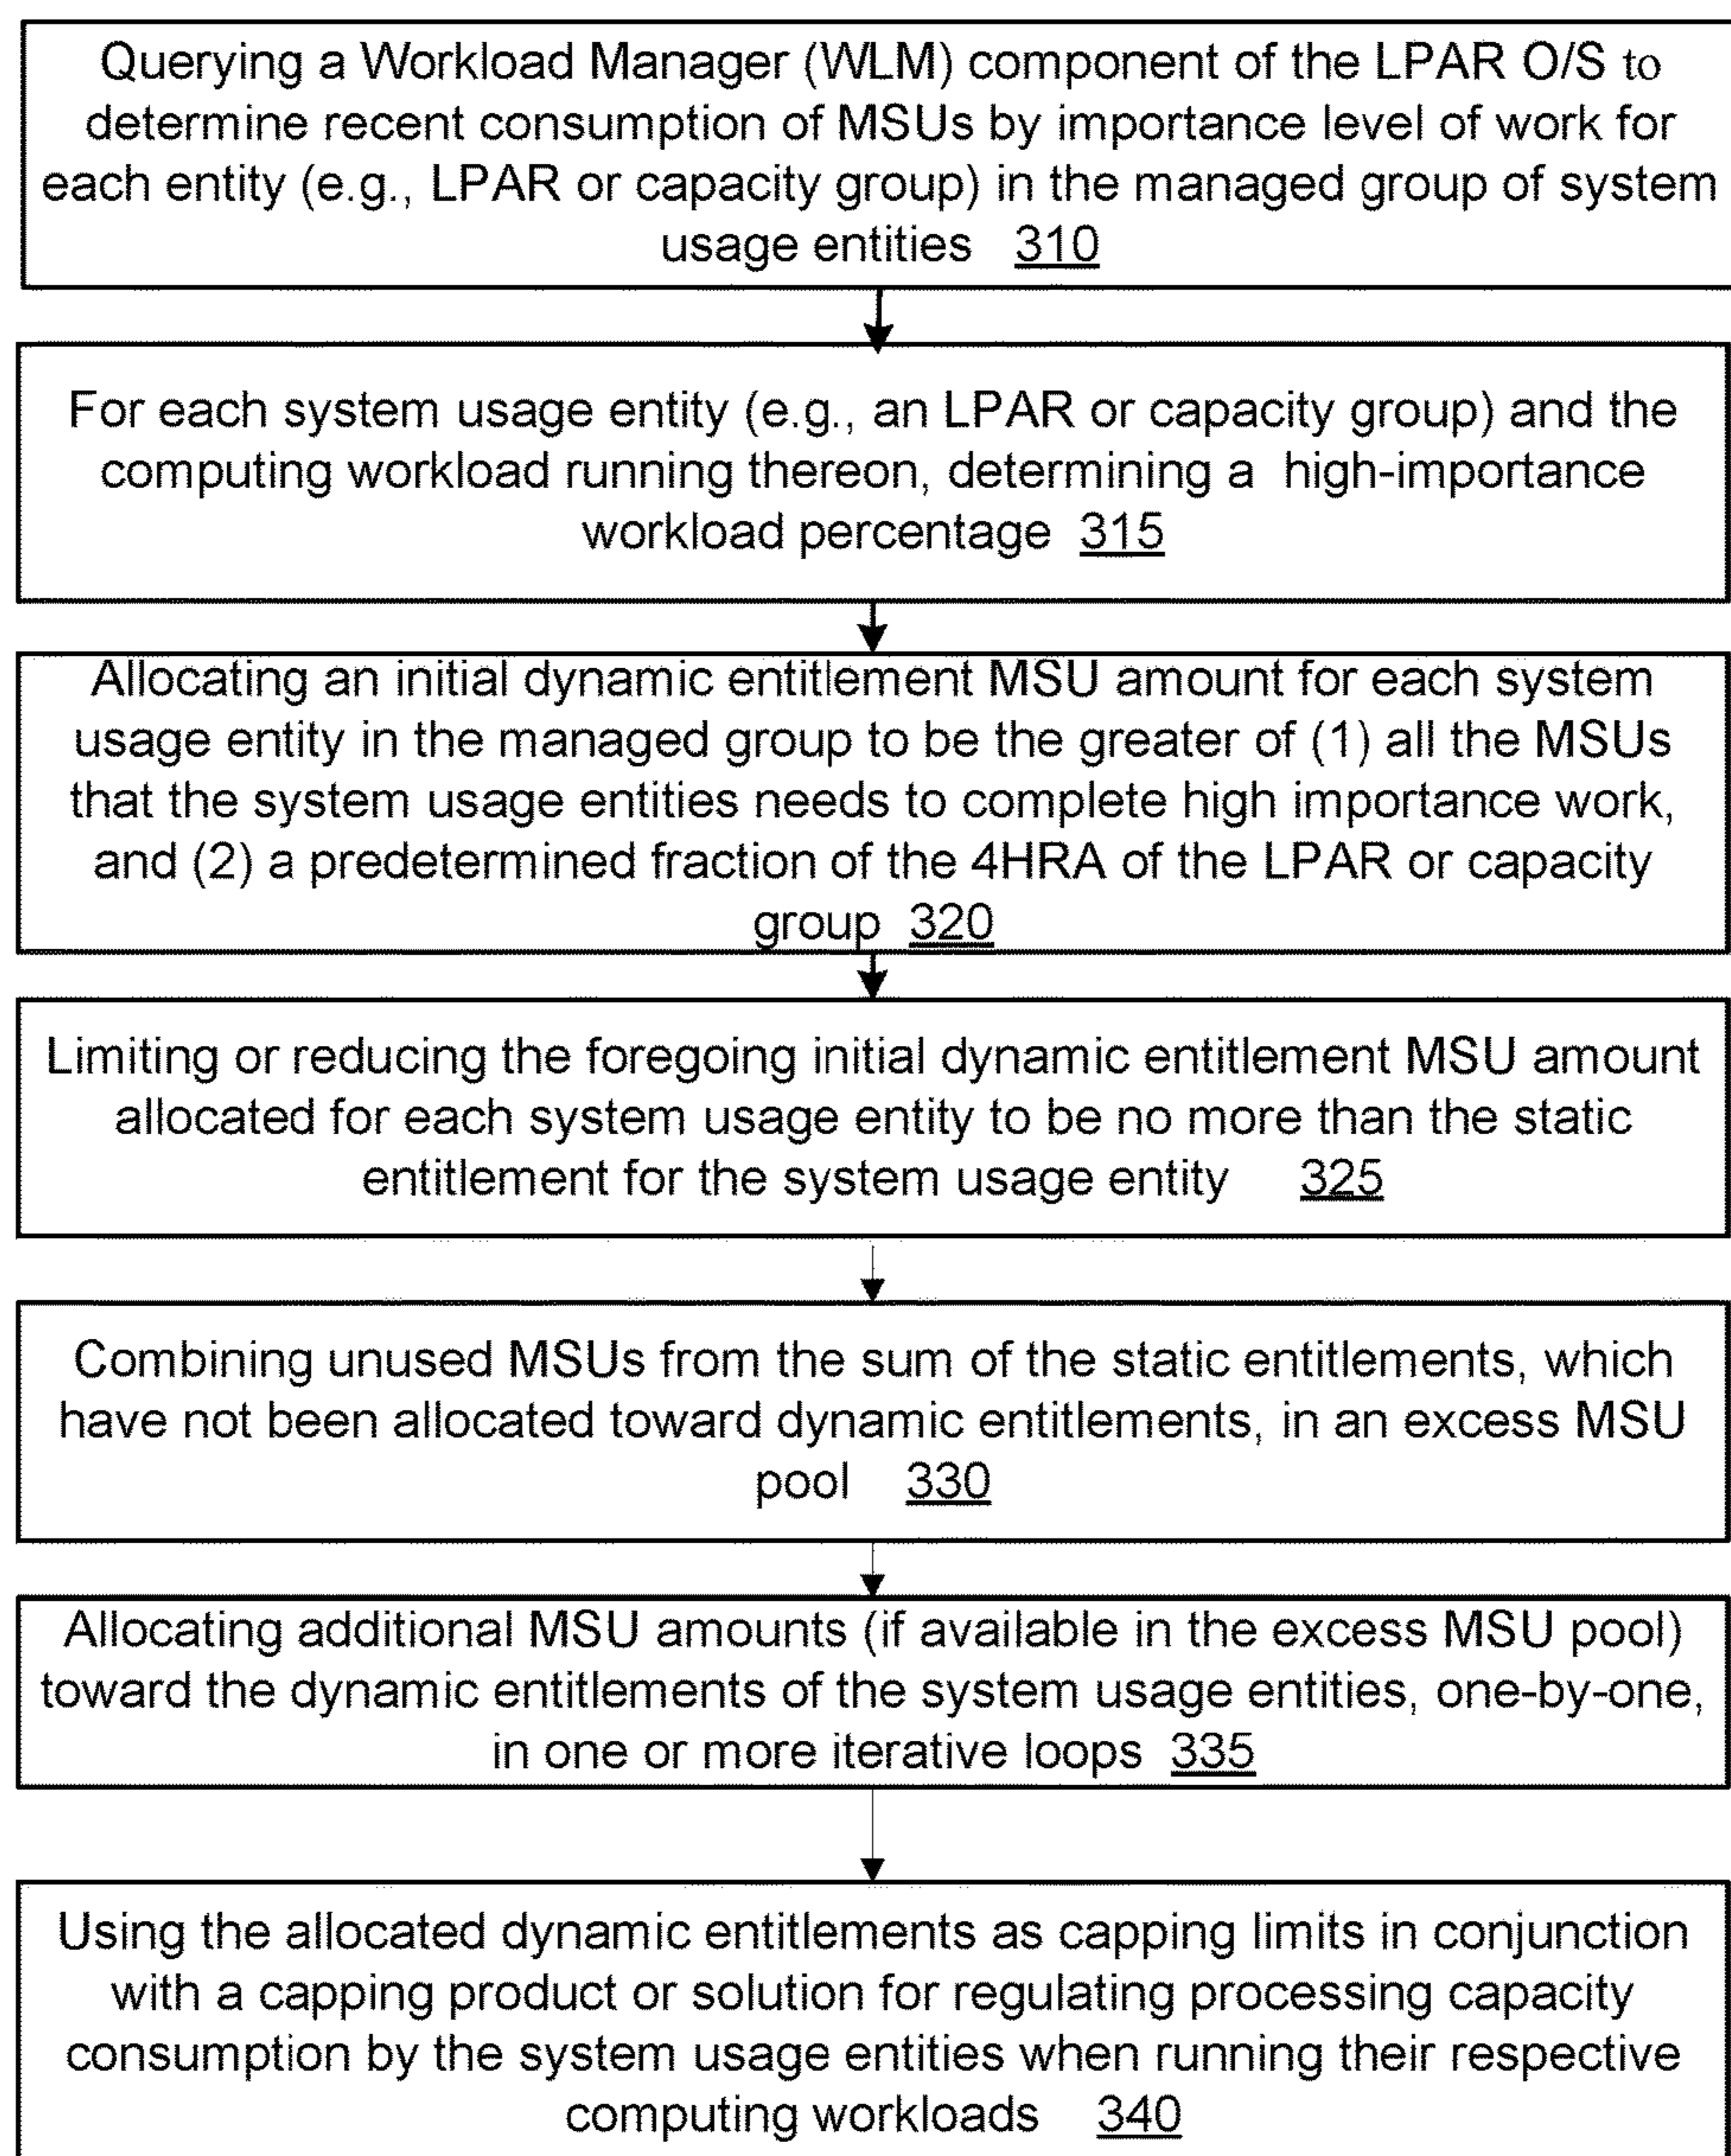 Querying a Workload Manager (WLM) component of the LPAR O/S to
determine recent consumption of MSUs by importance level of work for
each entity (e.g., LPAR or capacity group) in the managed group of system
usage entities 310
For each system usage entity (e.g., an LPAR or capacity group) and the
computing workload running thereon, determining a high-importance
workload percentage 315
Allocating an initial dynamic entitlement MSU amount for each system
usage entity in the managed group to be the greater of (1) all the MSUs
that the system usage entities needs to complete high importance work,
and (2) a predetermined fraction of the 4HRA of the LPAR or capacity
group 320
Limiting or reducing the foregoing initial dynamic entitlement MSU amount
allocated for each system usage entity to be no more than the static
entitlement for the system usage entity 325
Combining unused MSUs from the sum of the static entitlements, which
have not been allocated toward dynamic entitlements, in an excess MSU
pool 330
Allocating additional MSU amounts (if available in the excess MSU pool)
toward the dynamic entitlements of the system usage entities, one-by-one,
in one or more iterative loops 335
Using the allocated dynamic entitlements as capping limits in conjunction
with a capping product or solution for regulating processing capacity
consumption by the system usage entities when running their respective
computing workloads 340